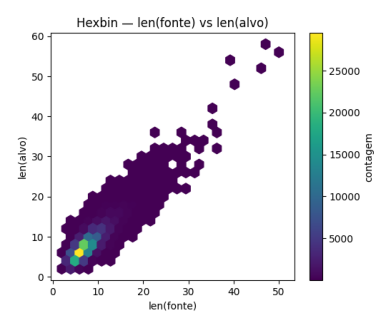 Hexbin — len(fonte) vs len(alvo)
60
50
40
30
20
10
0
len(alvo)
0 10 20 30 40 50
len(fonte)
25000
20000
15000
10000
5000
contagem